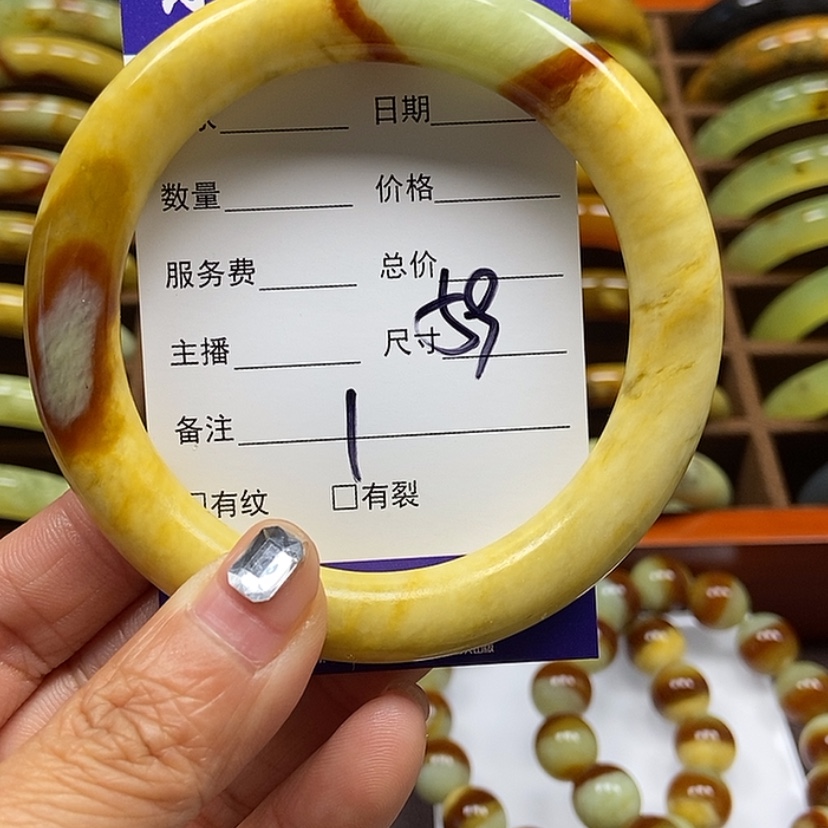 日期
数量 价格
服务费 总价
主播 尺寸 59
备注 1
□有纹 □有裂